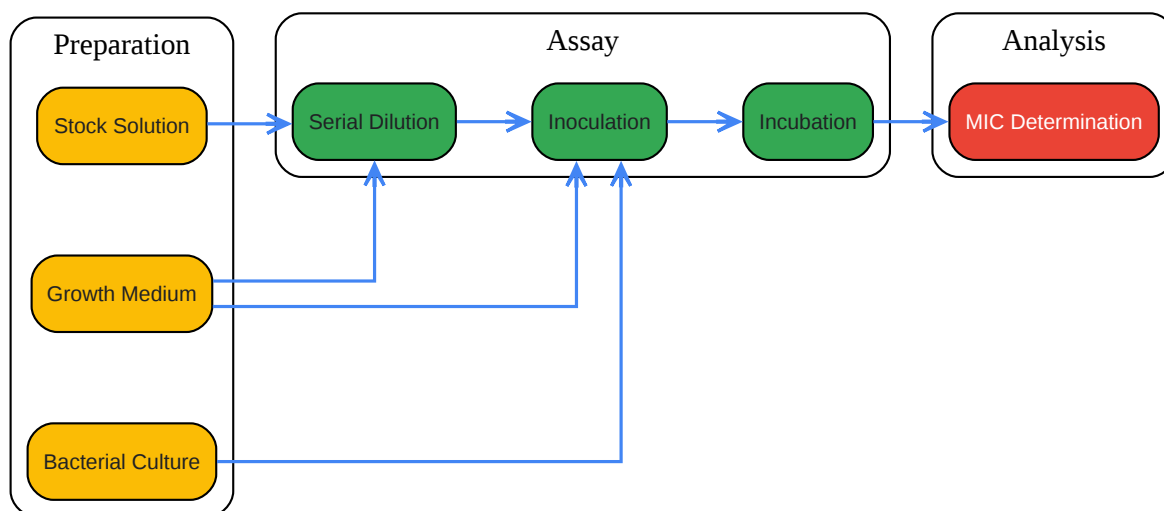 Preparation
Stock Solution
Growth Medium
Bacterial Culture
Assay
Serial Dilution
Inoculation
Incubation
Analysis
MIC Determination